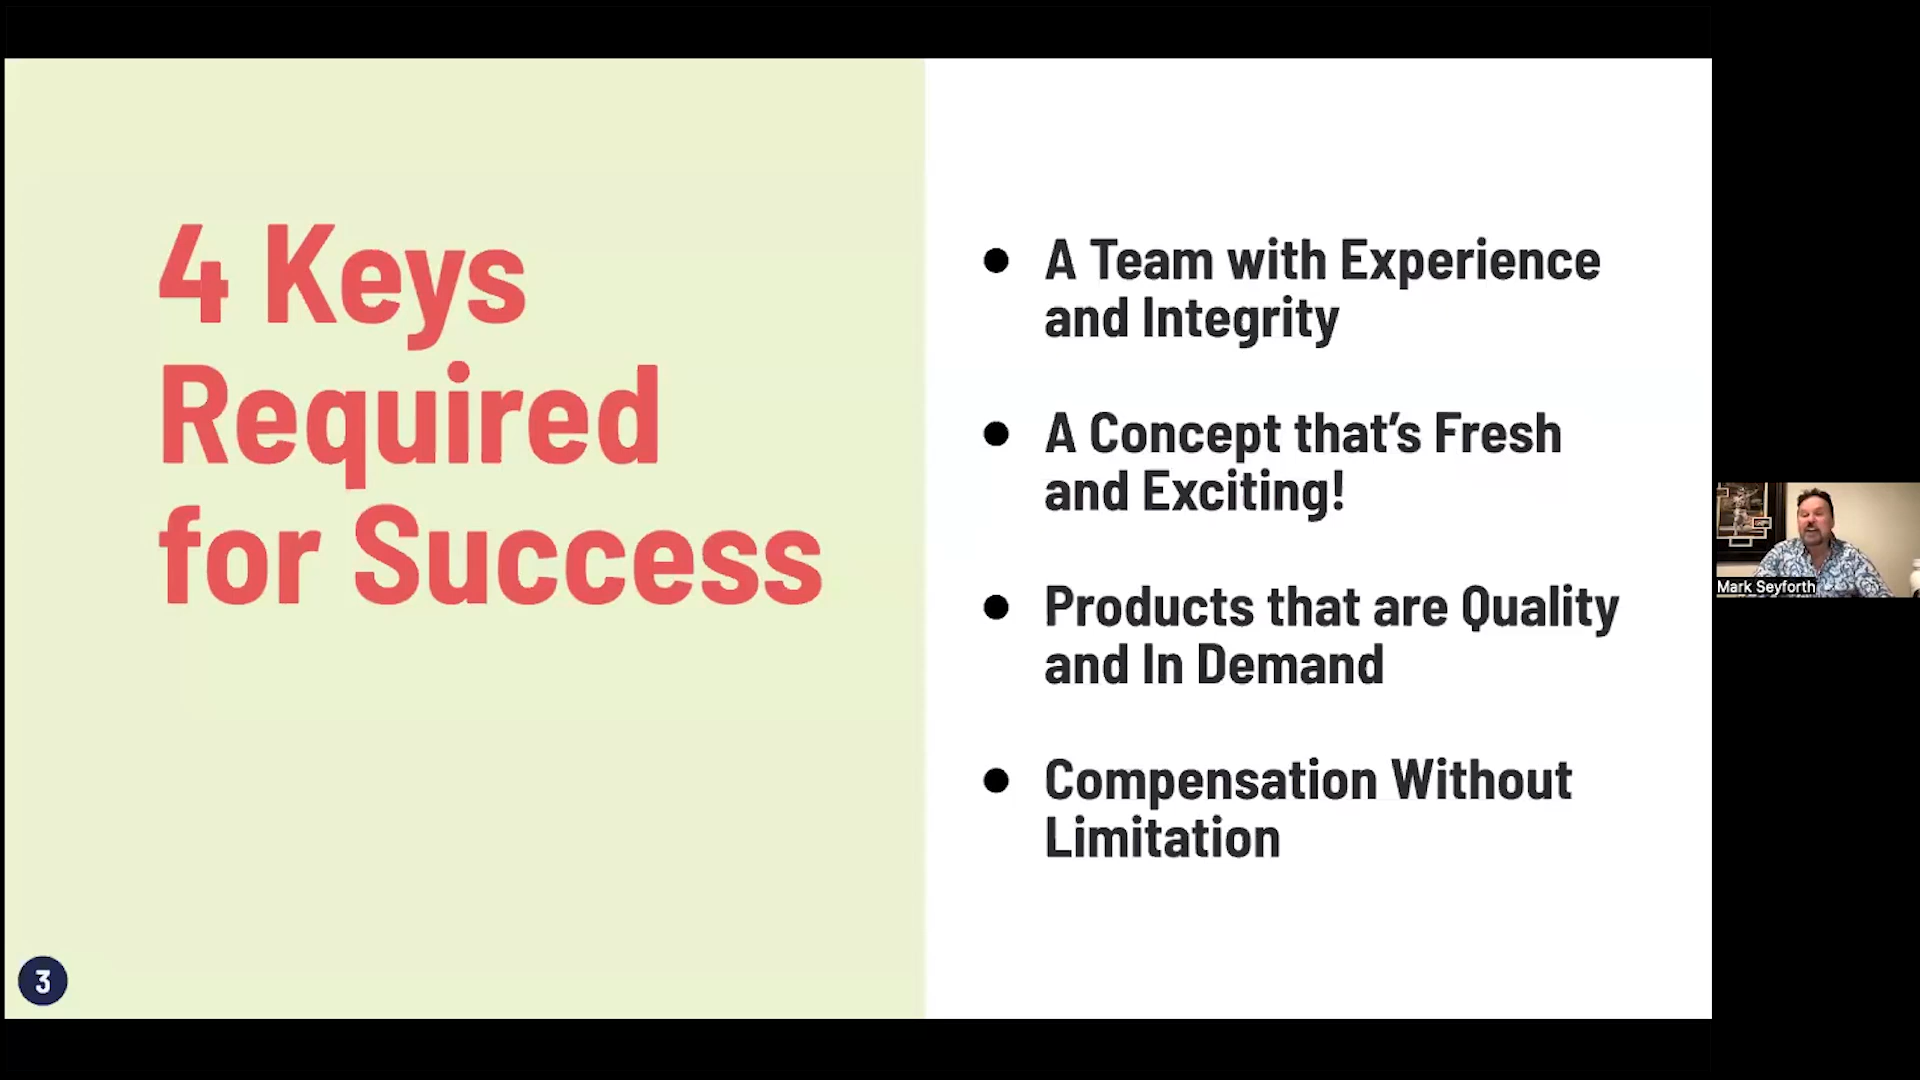 4 Keys
Required
for Success
A Team with Experience
and Integrity
A Concept that's Fresh
and Exciting!
Products that are Quality
and In Demand
Compensation Without
Limitation
3
Mark Seyforth